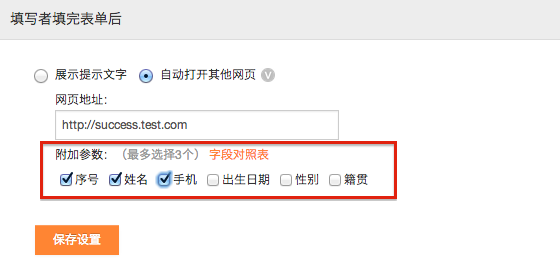 填写者填完表单后
展示提示文字 自动打开其他网页 V
网页地址：
http://success.test.com
附加参数：（最多选择3个） 字段对照表
序号 姓名 手机 出生日期 性别 籍贯
保存设置